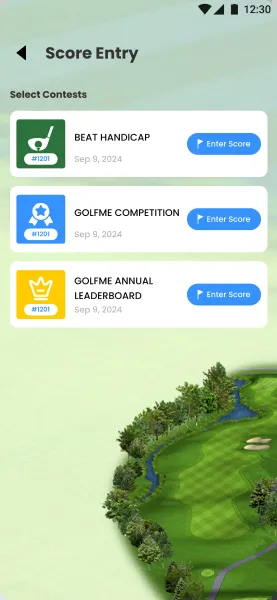 12:30
Score Entry
Select Contests
BEAT HANDICAP
#1201
Sep 9, 2024
Enter Score
GOLFME COMPETITION
#1201
Sep 9, 2024
Enter Score
GOLFME ANNUAL
LEADERBOARD
#1201
Sep 9, 2024
Enter Score